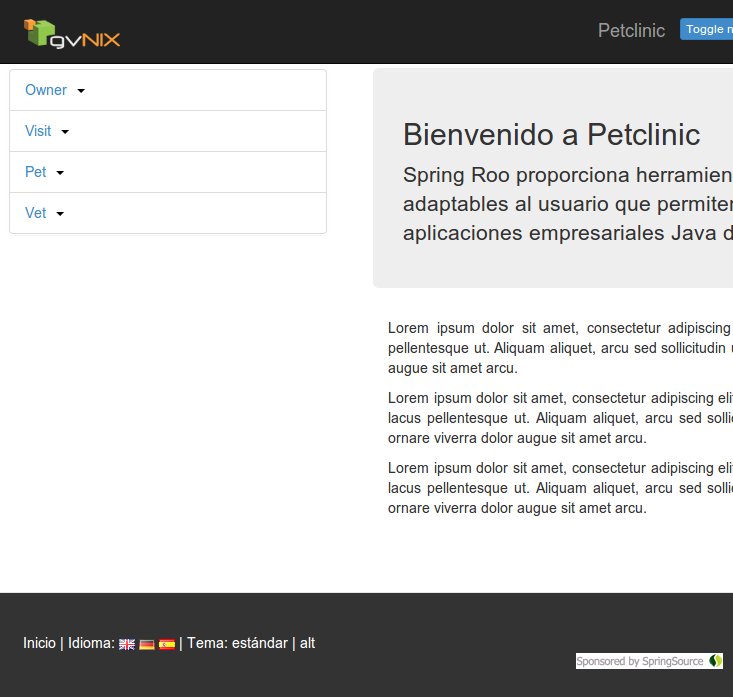 gvNIX
Petclinic
Toggle n
Owner
Visit
Pet
Vet
Bienvenido a Petclinic
Spring Roo proporciona herramien
adaptables al usuario que permiten
aplicaciones empresariales Java d
Lorem ipsum dolor sit amet, consectetur adipiscing
pellentesque ut. Aliquam aliquet, arcu sed sollicitudin u
augue sit amet arcu.
Lorem ipsum dolor sit amet, consectetur adipiscing eli
lacus pellentesque ut. Aliquam aliquet, arcu sed solli
ornare viverra dolor augue sit amet arcu.
Lorem ipsum dolor sit amet, consectetur adipiscing eli
lacus pellentesque ut. Aliquam aliquet, arcu sed solli
ornare viverra dolor augue sit amet arcu.
Inicio | Idioma: | Tema: estándar | alt
Sponsored by SpringSource